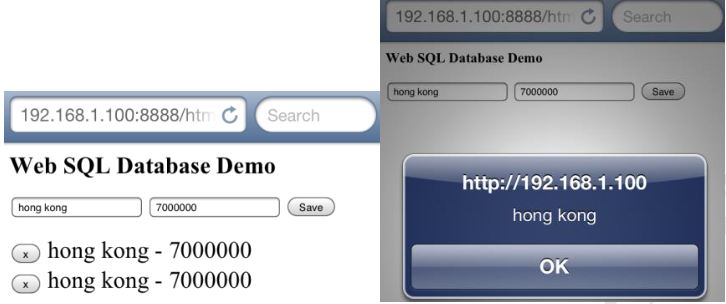 192.168.1.100:8888/htm
Search
Web SQL Database Demo
hong kong
7000000
Save
x hong kong - 7000000
x hong kong - 7000000
192.168.1.100:8888/htm
Search
Web SQL Database Demo
hong kong
7000000
Save
http://192.168.1.100
hong kong
OK